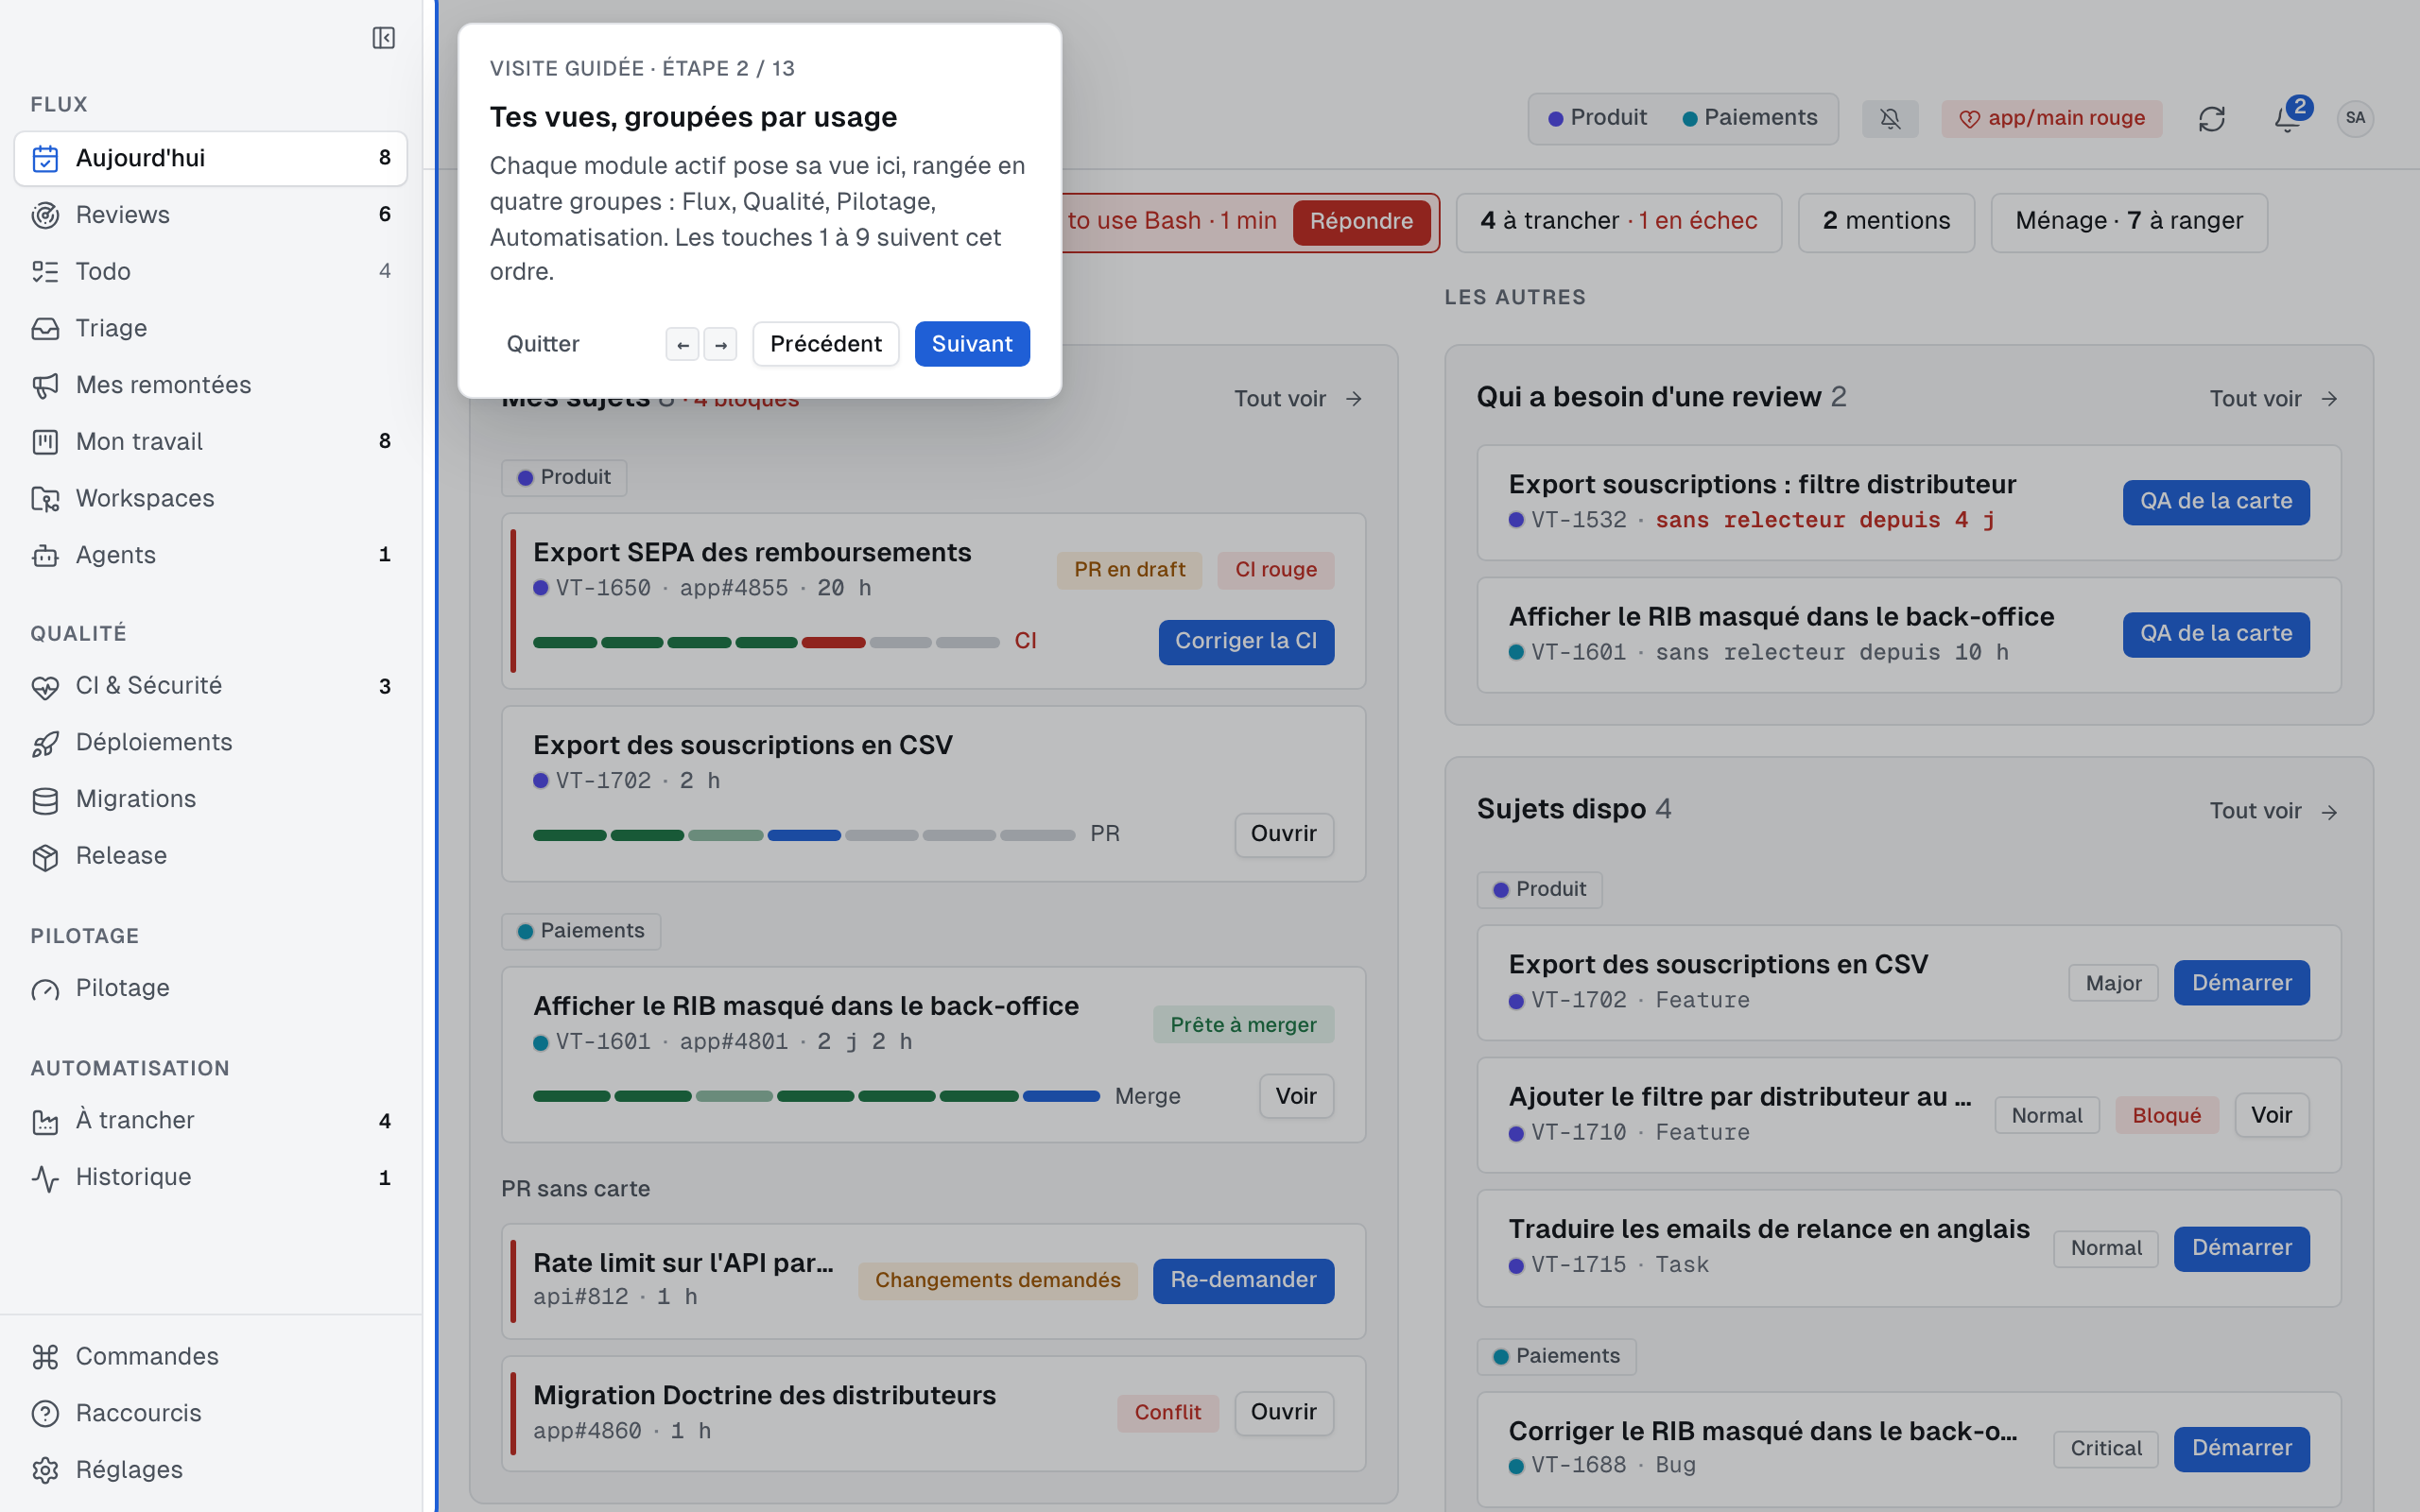 FLUX
Aujourd'hui 8
Reviews 6
Todo 4
Triage
Mes remontées
Mon travail 8
Workspaces
Agents 1
QUALITÉ
CI & Sécurité 3
Déploiements
Migrations
Release
PILOTAGE
Pilotage
AUTOMATISATION
À trancher 4
Historique 1
Commandes
Raccourcis
Réglages
VISITE GUIDÉE · ÉTAPE 2 / 13
Tes vues, groupées par usage
Chaque module actif pose sa vue ici, rangée en
quatre groupes : Flux, Qualité, Pilotage,
Automatisation. Les touches 1 à 9 suivent cet
ordre.
Quitter ← → Précédent Suivant
Produit Paiements app/main rouge 2 SA
to use Bash · 1 min Répondre
4 à trancher · 1 en échec
2 mentions
Ménage · 7 à ranger
Mes sujets 8 · 4 bloqués Tout voir →
Produit
Export SEPA des remboursements
VT-1650 · app#4855 · 20 h
PR en draft CI rouge
CI Corriger la CI
Export des souscriptions en CSV
VT-1702 · 2 h
PR Ouvrir
Paiements
Afficher le RIB masqué dans le back-office
VT-1601 · app#4801 · 2 j 2 h
Prête à merger
Merge Voir
PR sans carte
Rate limit sur l'API par...
api#812 · 1 h
Changements demandés Re-demander
Migration Doctrine des distributeurs
app#4860 · 1 h
Conflit Ouvrir
LES AUTRES
Qui a besoin d'une review 2 Tout voir →
Export souscriptions : filtre distributeur
VT-1532 · sans relecteur depuis 4 j
QA de la carte
Afficher le RIB masqué dans le back-office
VT-1601 · sans relecteur depuis 10 h
QA de la carte
Sujets dispo 4 Tout voir →
Produit
Export des souscriptions en CSV
VT-1702 · Feature
Major Démarrer
Ajouter le filtre par distributeur au ...
VT-1710 · Feature
Normal Bloqué Voir
Traduire les emails de relance en anglais
VT-1715 · Task
Normal Démarrer
Paiements
Corriger le RIB masqué dans le back-o...
VT-1688 · Bug
Critical Démarrer